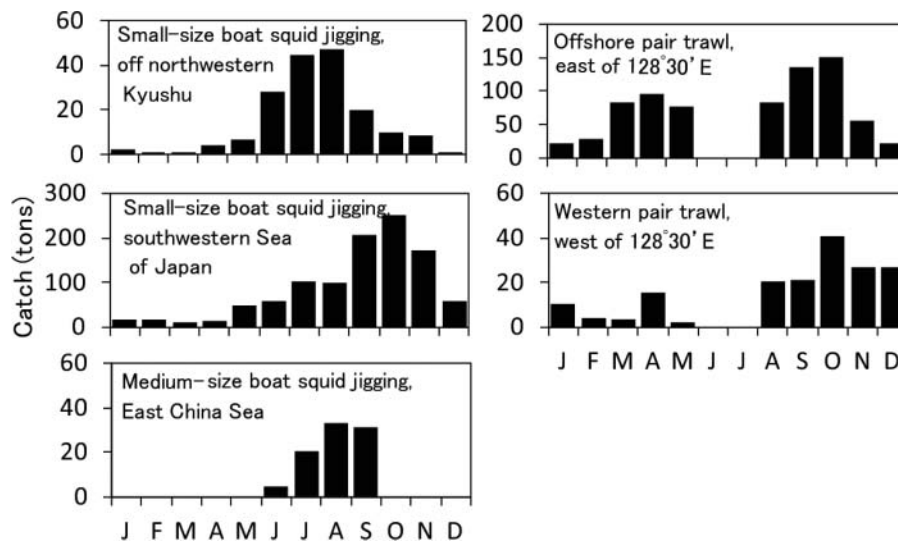 Catch (tons)
60
40
20
0
Small-size boat squid jigging,
off northwestern
Kyushu
300
200
100
0
Small-size boat squid jigging,
southwestern Sea
of Japan
60
40
20
0
Medium-size boat squid jigging,
East China Sea
J F M A M J J A S O N D
200
150
100
50
0
Offshore pair trawl,
east of 128°30'E
60
40
20
0
Western pair trawl,
west of 128°30'E
J F M A M J J A S O N D